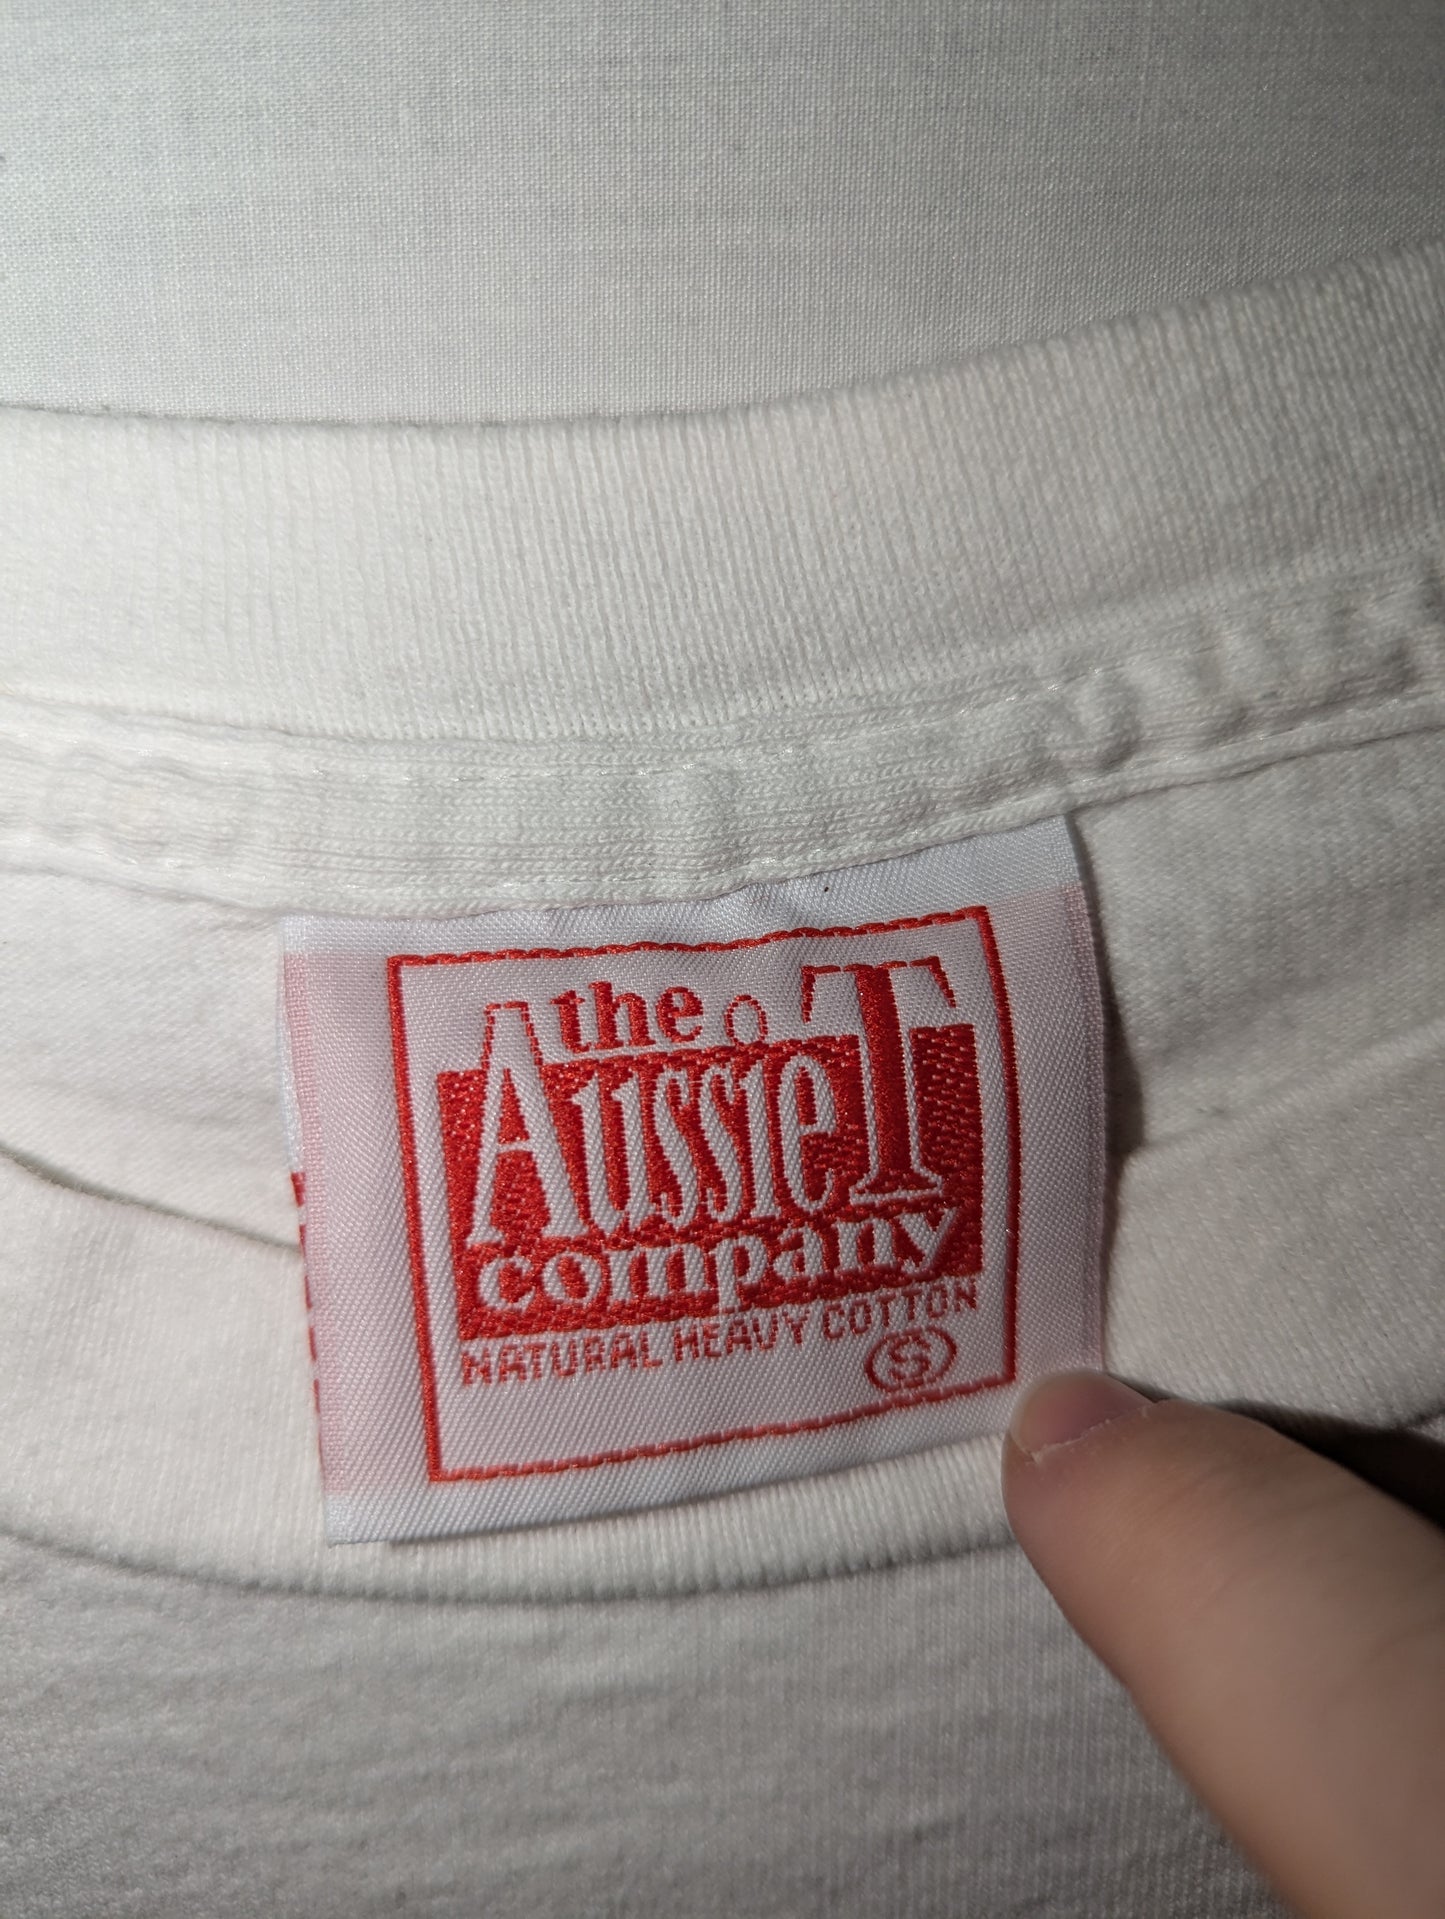 the
Aussie T
company
NATURAL HEAVY COTTON
S